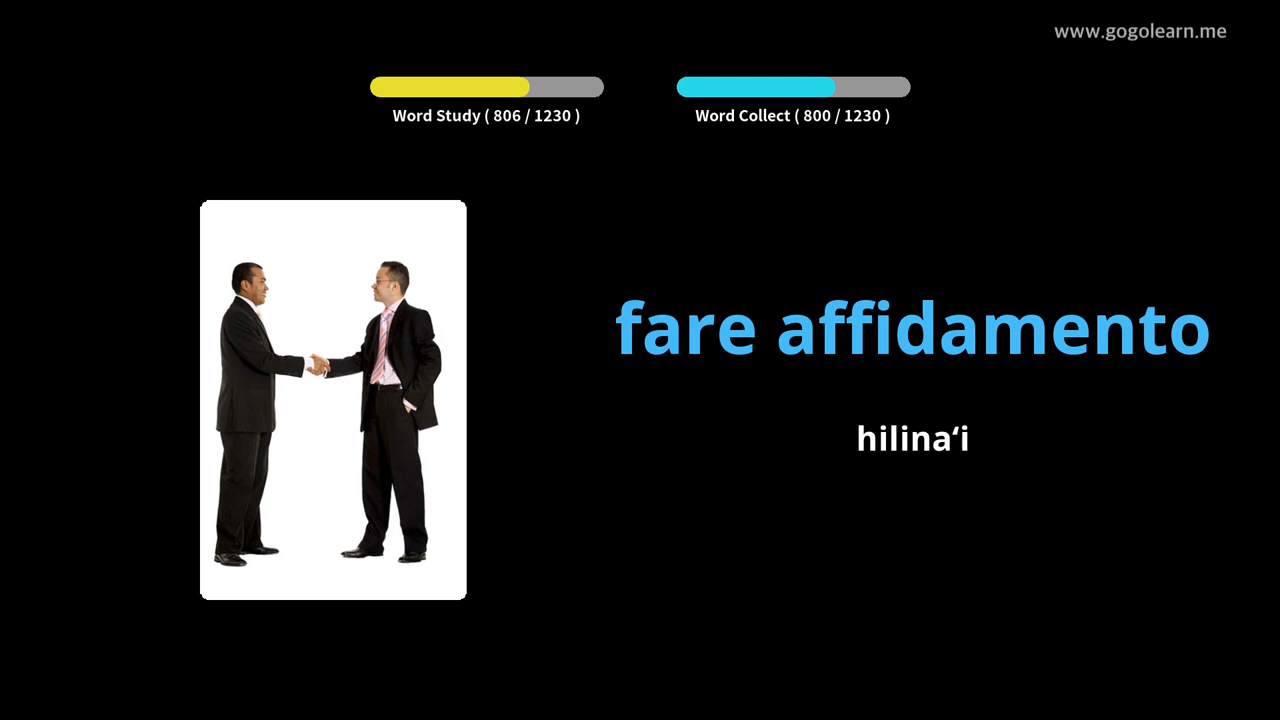 www.gogolearn.me
Word Study ( 806 / 1230 )
Word Collect ( 800 / 1230 )
fare affidamento
hilinaʻi